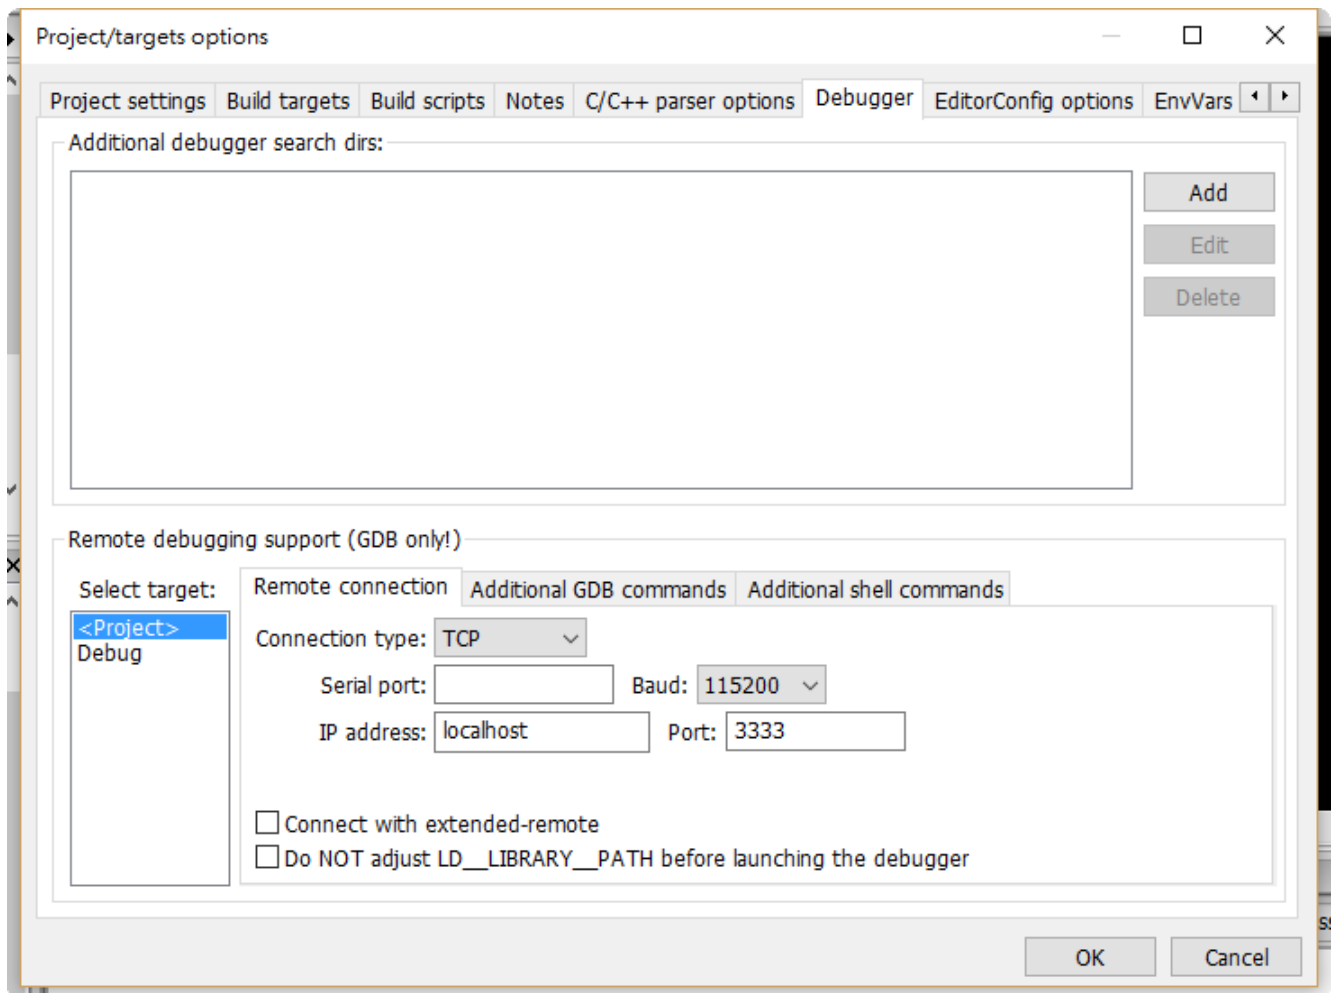 Project/targets options
Project settings Build targets Build scripts Notes C/C++ parser options Debugger EditorConfig options EnvVars
Additional debugger search dirs:
Add
Edit
Delete
Remote debugging support (GDB only!)
Select target:
<Project>
Debug
Remote connection Additional GDB commands Additional shell commands
Connection type: TCP
Serial port: Baud: 115200
IP address: localhost Port: 3333
Connect with extended-remote
Do NOT adjust LD__LIBRARY__PATH before launching the debugger
OK Cancel